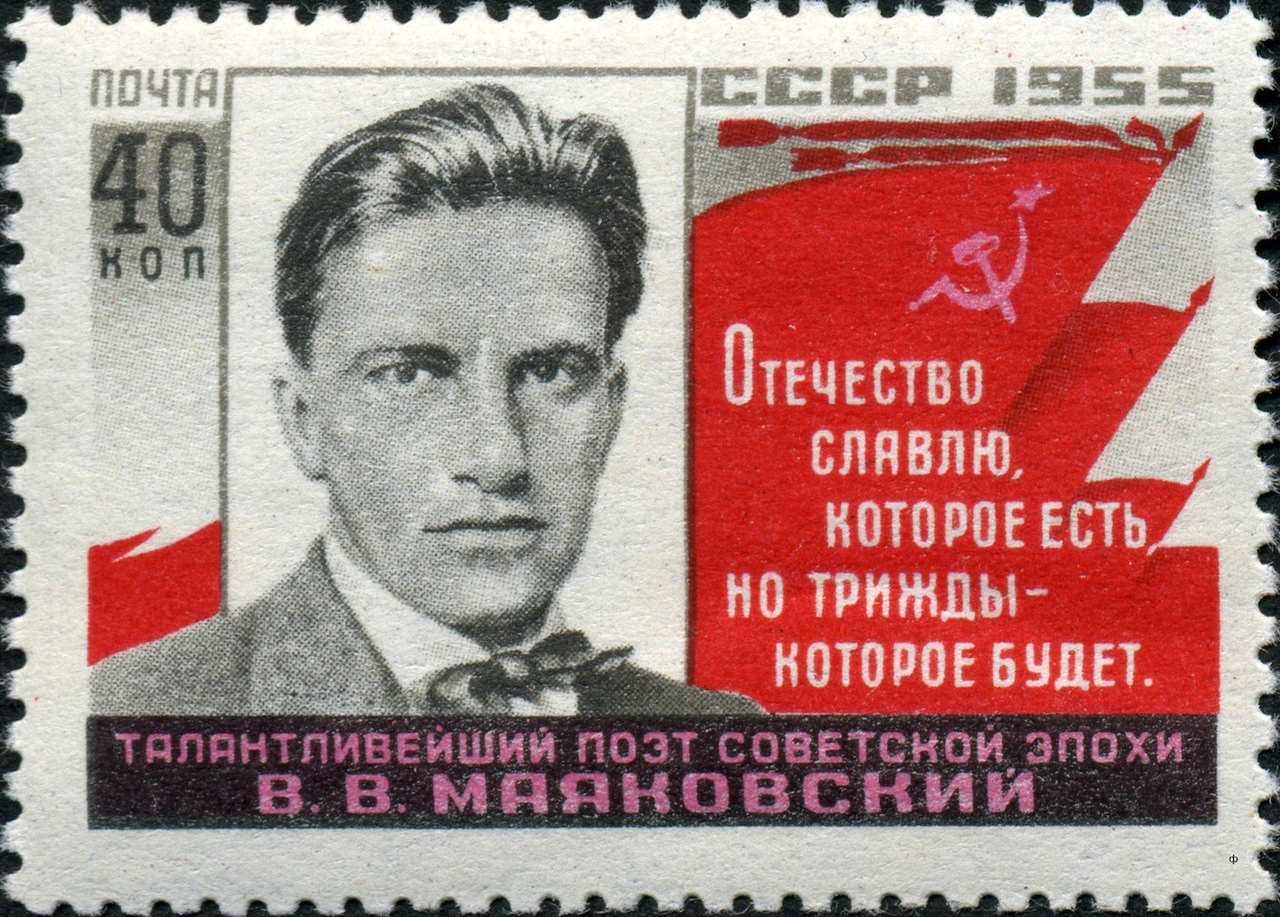 ПОЧТА СССР 1955
40
коп
Отечество
славлю,
которое есть,
но трижды –
которое будет.
ТАЛАНТЛИВЕЙШИЙ ПОЭТ СОВЕТСКОЙ ЭПОХИ
В. В. МАЯКОВСКИЙ
ф